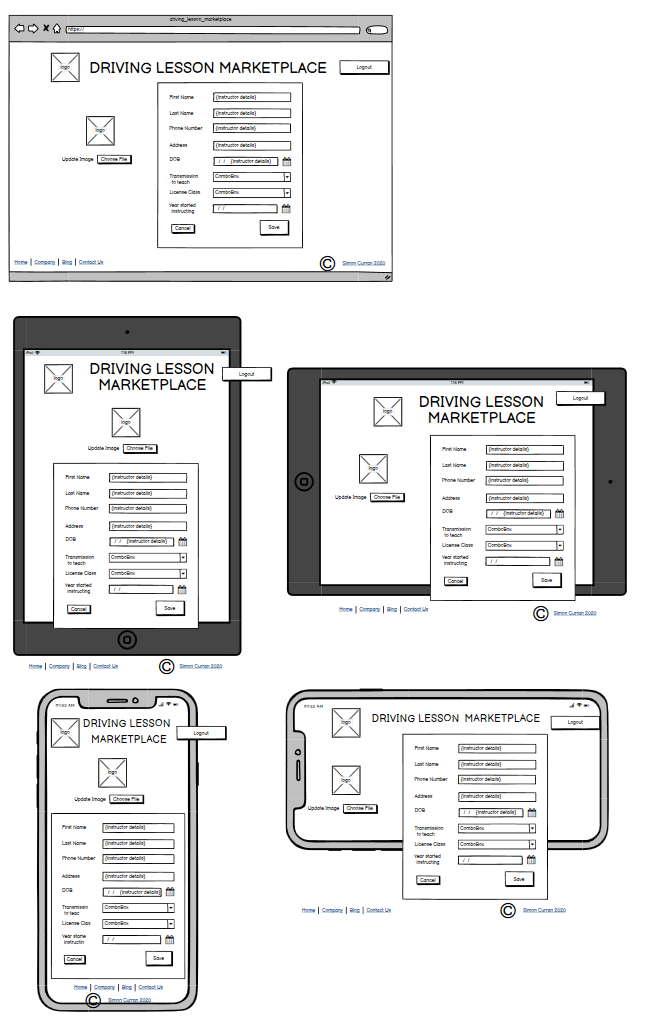 driving_lesson_marketplace
https://
logo
DRIVING LESSON MARKETPLACE
Logout
First Name {instructor details}
Last Name {instructor details}
Phone Number {instructor details}
logo
Address {instructor details}
Update Image Choose File
DOB / / {instructor details}
Transmission to teach ComboBox
License Class ComboBox
Year started instructing / /
Cancel Save
Home Company Blog Contact Us
© Simon Curran 2020
iPad 1:16 PM
logo
DRIVING LESSON
MARKETPLACE
Logout
logo
Update Image Choose File
First Name {instructor details}
Last Name {instructor details}
Phone Number {instructor details}
Address {instructor details}
DOB / / {instructor details}
Transmission to teach ComboBox
License Class ComboBox
Year started instructing / /
Cancel Save
Home Company Blog Contact Us
© Simon Curran 2020
iPad 1:16 PM
logo
DRIVING LESSON
MARKETPLACE
Logout
First Name {instructor details}
Last Name {instructor details}
logo
Phone Number {instructor details}
Update Image Choose File
Address {instructor details}
DOB / / {instructor details}
Transmission to teach ComboBox
License Class ComboBox
Year started instructing / /
Cancel Save
Home Company Blog Contact Us
© Simon Curran 2020
logo
DRIVING LESSON
MARKETPLACE
Logout
logo
Update Image Choose File
First Name {instructor details}
Last Name {instructor details}
Phone Number {instructor details}
Address {instructor details}
DOB / / {instructor details}
Transmissio to teac ComboBox
License Clas ComboBox
Year starte instructin / /
Cancel Save
Home Company Blog Contact Us
© Simon Curran 2020
logo
DRIVING LESSON MARKETPLACE
Logout
First Name {instructor details}
Last Name {instructor details}
logo
Phone Number {instructor details}
Address {instructor details}
Update Image Choose File
DOB / / {instructor details}
Transmission to teach ComboBox
License Class ComboBox
Year started instructing / /
Cancel Save
Home Company Blog Contact Us
© Simon Curran 2020